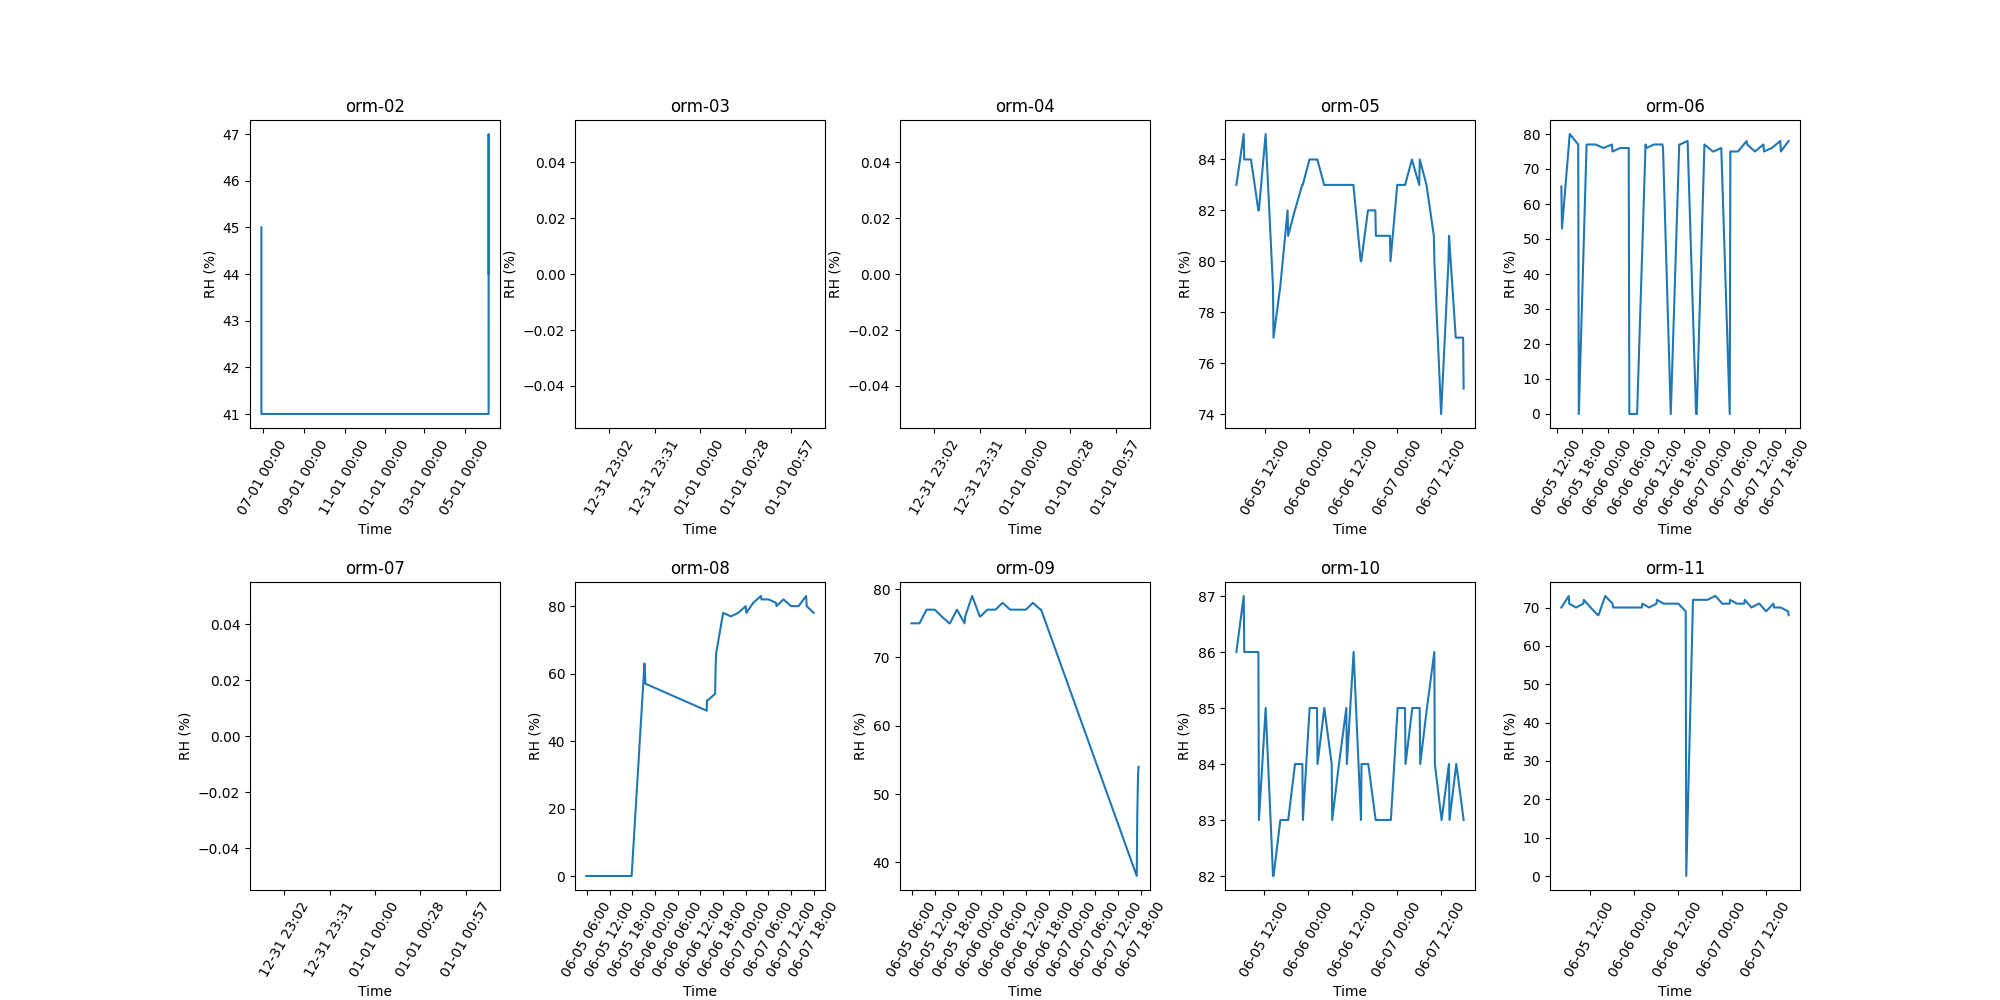 orm-02 orm-03 orm-04 orm-05 orm-06
RH (%) RH (%) RH (%) RH (%) RH (%)
47
46
45
44
43
42
41
07-01 00:00 09-01 00:00 11-01 00:00 01-01 00:00 03-01 00:00 05-01 00:00
Time
0.04
0.02
0.00
−0.02
−0.04
12-31 23:02 12-31 23:31 01-01 00:00 01-01 00:28 01-01 00:57
Time
0.04
0.02
0.00
−0.02
−0.04
12-31 23:02 12-31 23:31 01-01 00:00 01-01 00:28 01-01 00:57
Time
84
82
80
78
76
74
06-05 12:00 06-06 00:00 06-06 12:00 06-07 00:00 06-07 12:00
Time
80
70
60
50
40
30
20
10
0
06-05 12:00 06-05 18:00 06-06 00:00 06-06 06:00 06-06 12:00 06-06 18:00 06-07 00:00 06-07 06:00 06-07 12:00 06-07 18:00
Time
orm-07 orm-08 orm-09 orm-10 orm-11
RH (%) RH (%) RH (%) RH (%) RH (%)
0.04
0.02
0.00
−0.02
−0.04
12-31 23:02 12-31 23:31 01-01 00:00 01-01 00:28 01-01 00:57
Time
80
60
40
20
0
06-05 06:00 06-05 12:00 06-05 18:00 06-06 00:00 06-06 06:00 06-06 12:00 06-06 18:00 06-07 00:00 06-07 06:00 06-07 12:00 06-07 18:00
Time
80
70
60
50
40
06-05 06:00 06-05 12:00 06-05 18:00 06-06 00:00 06-06 06:00 06-06 12:00 06-06 18:00 06-07 00:00 06-07 06:00 06-07 12:00 06-07 18:00
Time
87
86
85
84
83
82
06-05 12:00 06-06 00:00 06-06 12:00 06-07 00:00 06-07 12:00
Time
70
60
50
40
30
20
10
0
06-05 12:00 06-06 00:00 06-06 12:00 06-07 00:00 06-07 12:00
Time